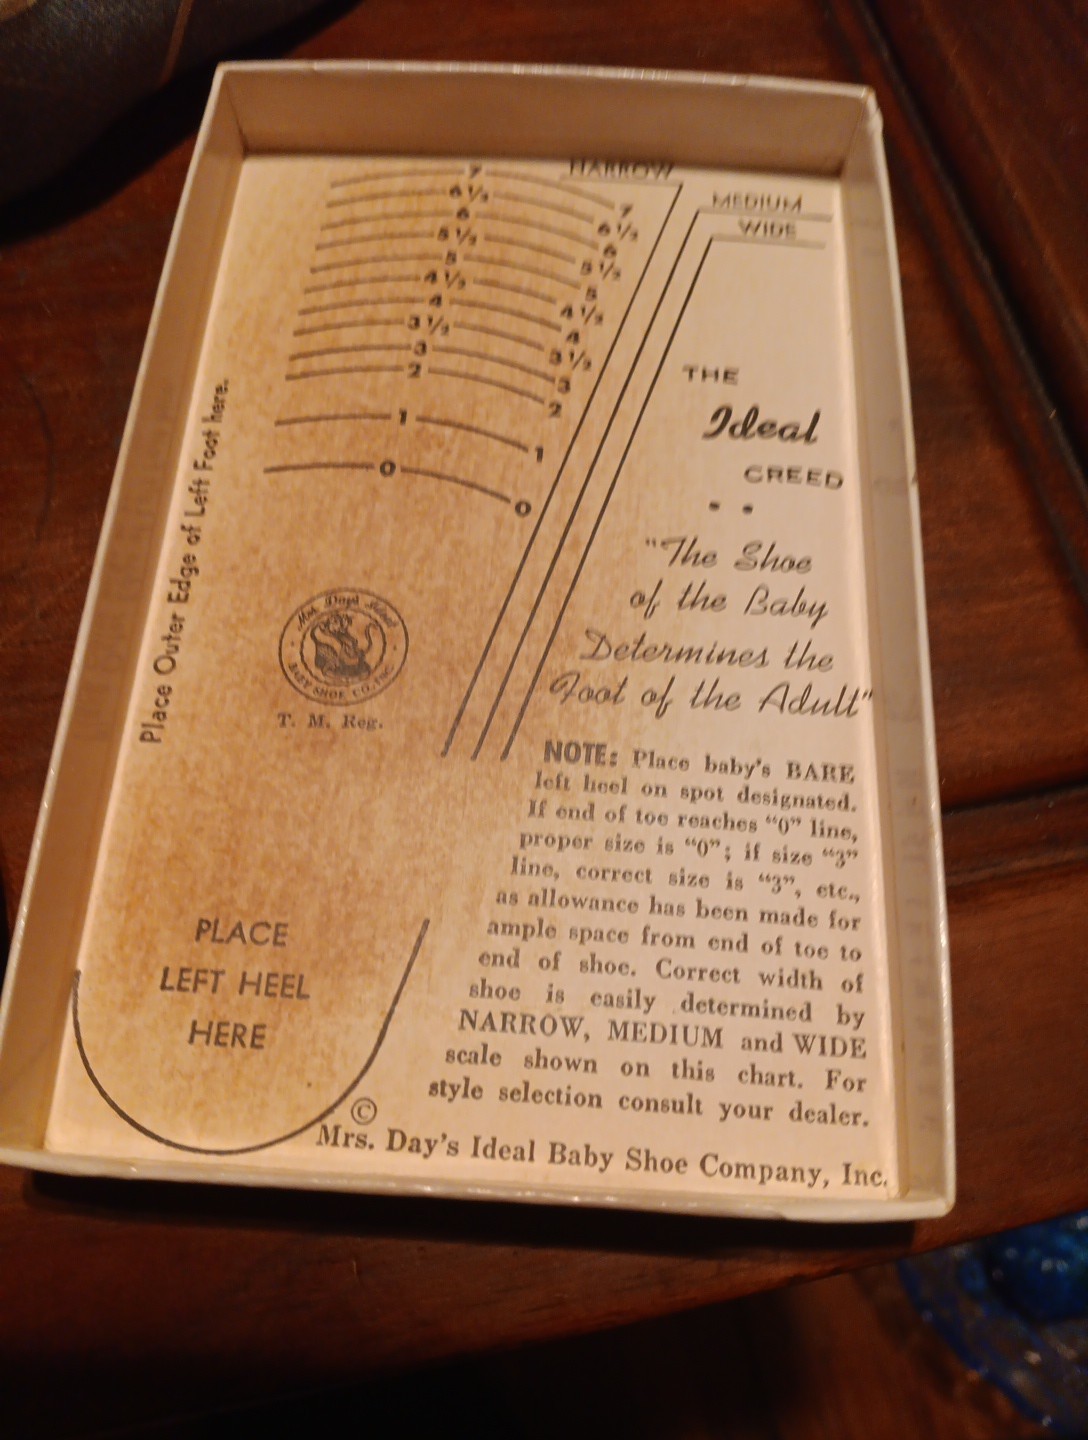 NARROW
MEDIUM
WIDE
7
7
6 1/2
6 1/2
6
6
5 1/2
5 1/2
5
5
4 1/2
4 1/2
4
4
3 1/2
3 1/2
3
3
2
2
1
1
0
0
Place Outer Edge of Left Foot here.
THE
Ideal
CREED
"The Shoe
of the Baby
Determines the
Foot of the Adult"
Mrs. Day's Ideal
BABY SHOE CO. INC.
T. M. Reg.
NOTE: Place baby's BARE
left heel on spot designated.
If end of toe reaches "0" line,
proper size is "0"; if size "3"
line, correct size is "3", etc.,
as allowance has been made for
ample space from end of toe to
end of shoe. Correct width of
shoe is easily determined by
NARROW, MEDIUM and WIDE
scale shown on this chart. For
style selection consult your dealer.
PLACE
LEFT HEEL
HERE
©
Mrs. Day's Ideal Baby Shoe Company, Inc.